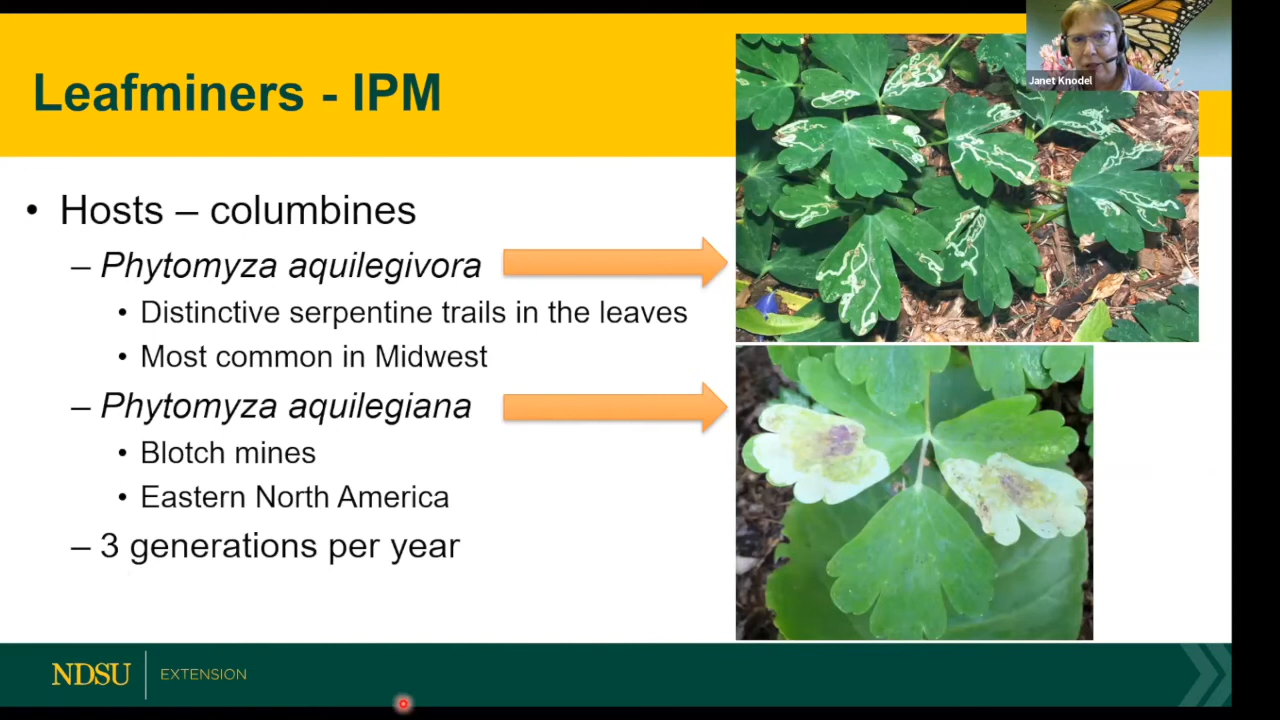 Leafminers - IPM
Janet Knodel
• Hosts – columbines
– Phytomyza aquilegivora
• Distinctive serpentine trails in the leaves
• Most common in Midwest
– Phytomyza aquilegiana
• Blotch mines
• Eastern North America
– 3 generations per year
NDSU EXTENSION